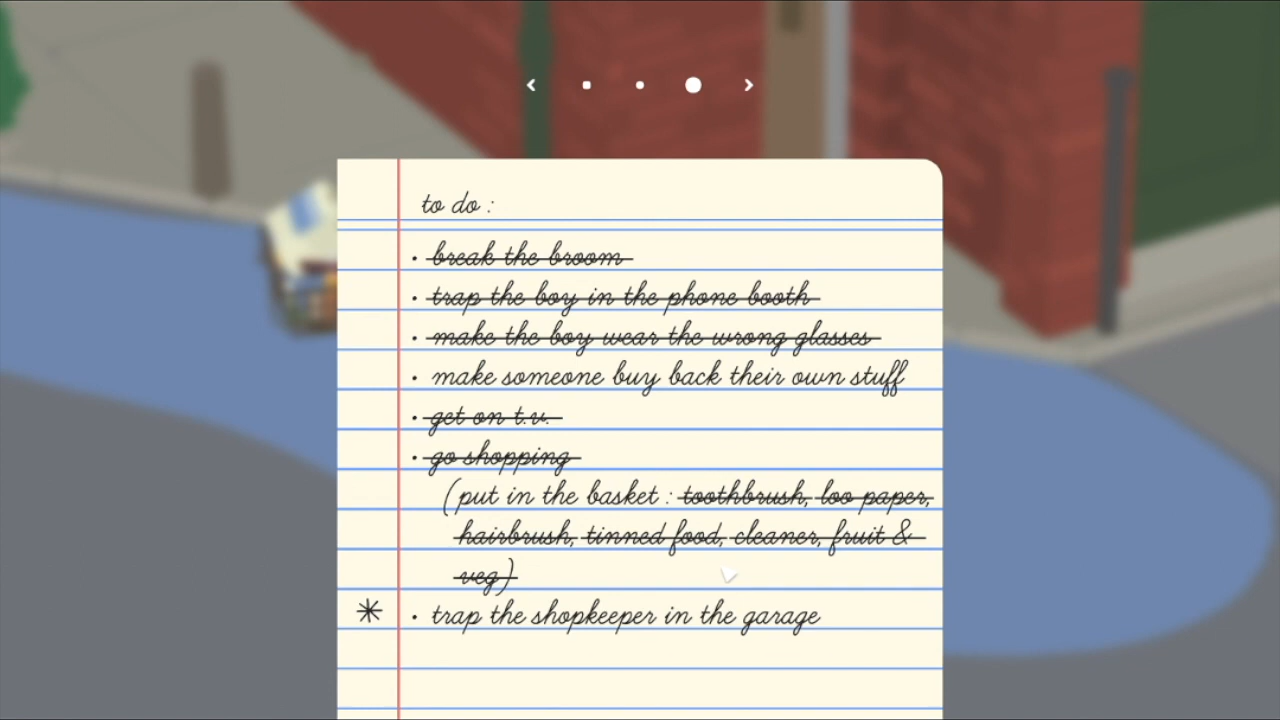 to do :
• break the broom
• trap the boy in the phone booth
• make the boy wear the wrong glasses
• make someone buy back their own stuff
• get on t.v.
• go shopping
(put in the basket : toothbrush, loo paper,
hairbrush, tinned food, cleaner, fruit &
veg)
* • trap the shopkeeper in the garage